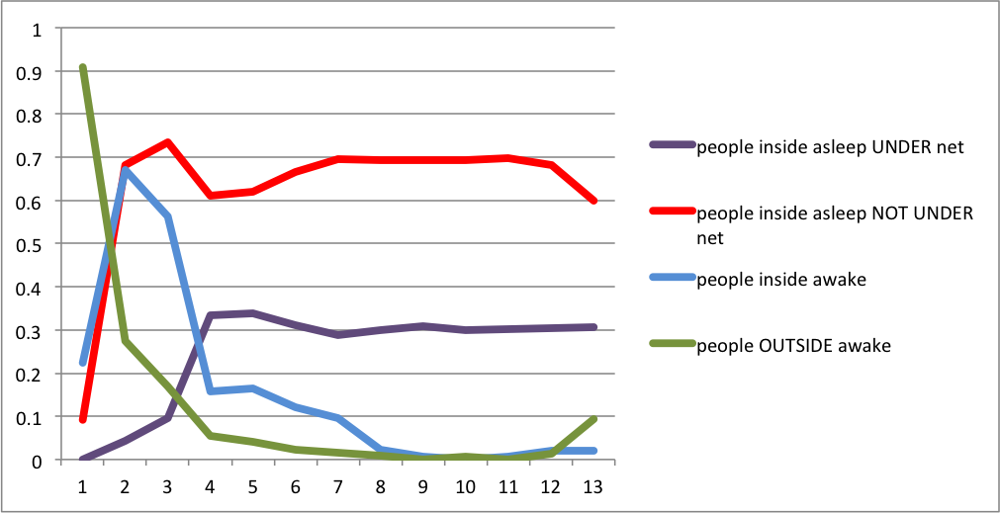 1
0.9
0.8
0.7
0.6
0.5
0.4
0.3
0.2
0.1
0
1 2 3 4 5 6 7 8 9 10 11 12 13
people inside asleep UNDER net
people inside asleep NOT UNDER
net
people inside awake
people OUTSIDE awake